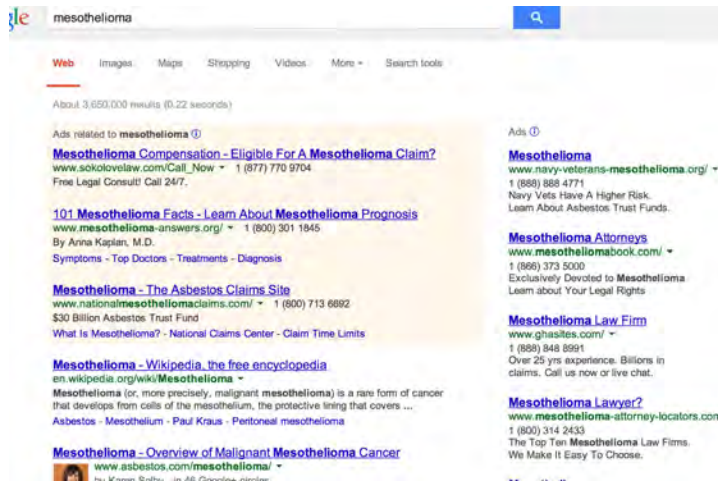 gle
mesothelioma
Web Images Maps Shopping Videos More Search tools
About 3,650,000 results (0.22 seconds)
Ads related to mesothelioma
Mesothelioma Compensation - Eligible For A Mesothelioma Claim?
www.sokolovelaw.com/Call_Now 1 (877) 770 9704
Free Legal Consult! Call 24/7.
101 Mesothelioma Facts - Learn About Mesothelioma Prognosis
www.mesothelioma-answers.org/ 1 (800) 301 1845
By Anna Kaplan, M.D.
Symptoms - Top Doctors - Treatments - Diagnosis
Mesothelioma - The Asbestos Claims Site
www.nationalmesotheliomaclaims.com/ 1 (800) 713 6692
$30 Billion Asbestos Trust Fund
What Is Mesothelioma? - National Claims Center - Claim Time Limits
Mesothelioma - Wikipedia, the free encyclopedia
en.wikipedia.org/wiki/Mesothelioma
Mesothelioma (or, more precisely, malignant mesothelioma) is a rare form of cancer
that develops from cells of the mesothelium, the protective lining that covers ...
Asbestos - Mesothelium - Paul Kraus - Peritoneal mesothelioma
Mesothelioma - Overview of Malignant Mesothelioma Cancer
www.asbestos.com/mesothelioma/
by Karen Selby - in 46 Google+ circles
Ads
Mesothelioma
www.navy-veterans-mesothelioma.org/
1 (888) 888 4771
Navy Vets Have A Higher Risk.
Learn About Asbestos Trust Funds.
Mesothelioma Attorneys
www.mesotheliomabook.com/
1 (866) 373 5000
Exclusively Devoted to Mesothelioma
Learn about Your Legal Rights
Mesothelioma Law Firm
www.ghasites.com/
1 (888) 848 8991
Over 25 yrs experience. Billions in
claims. Call us now or live chat.
Mesothelioma Lawyer?
www.mesothelioma-attorney-locators.com
1 (800) 314 2433
The Top Ten Mesothelioma Law Firms.
We Make It Easy To Choose.